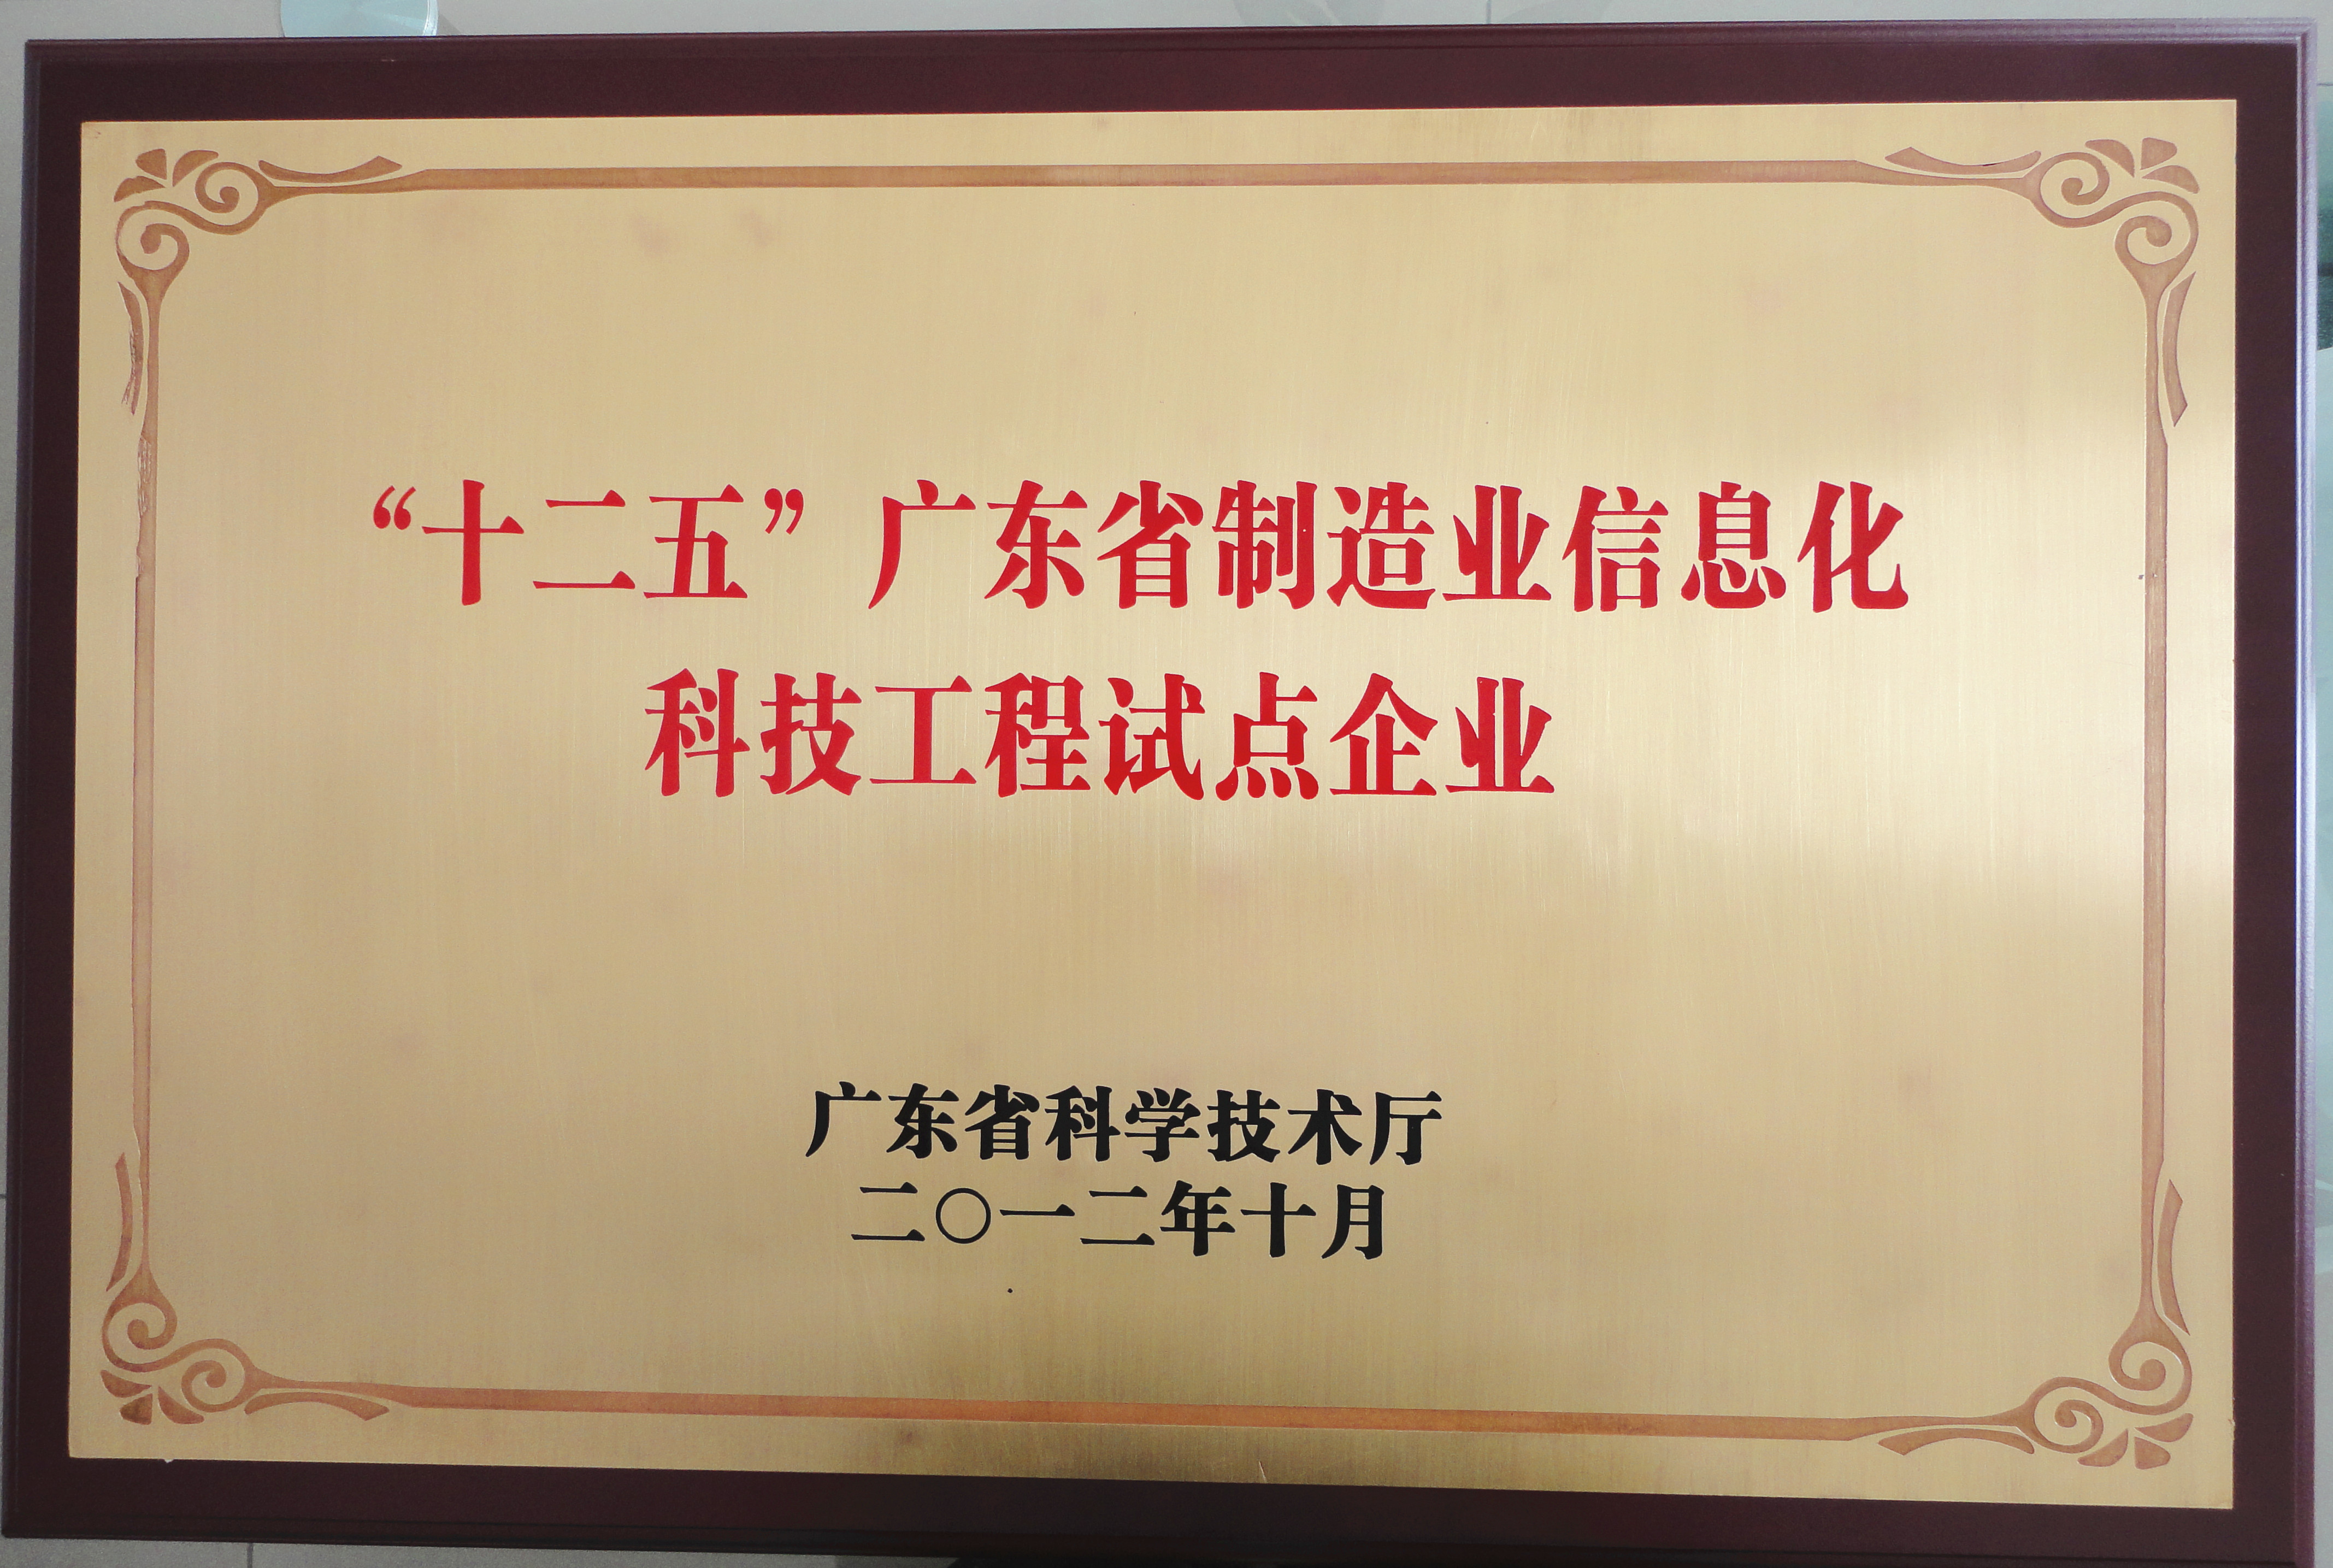 “十二五”广东省制造业信息化
科技工程试点企业
广东省科学技术厅
二〇一二年十月